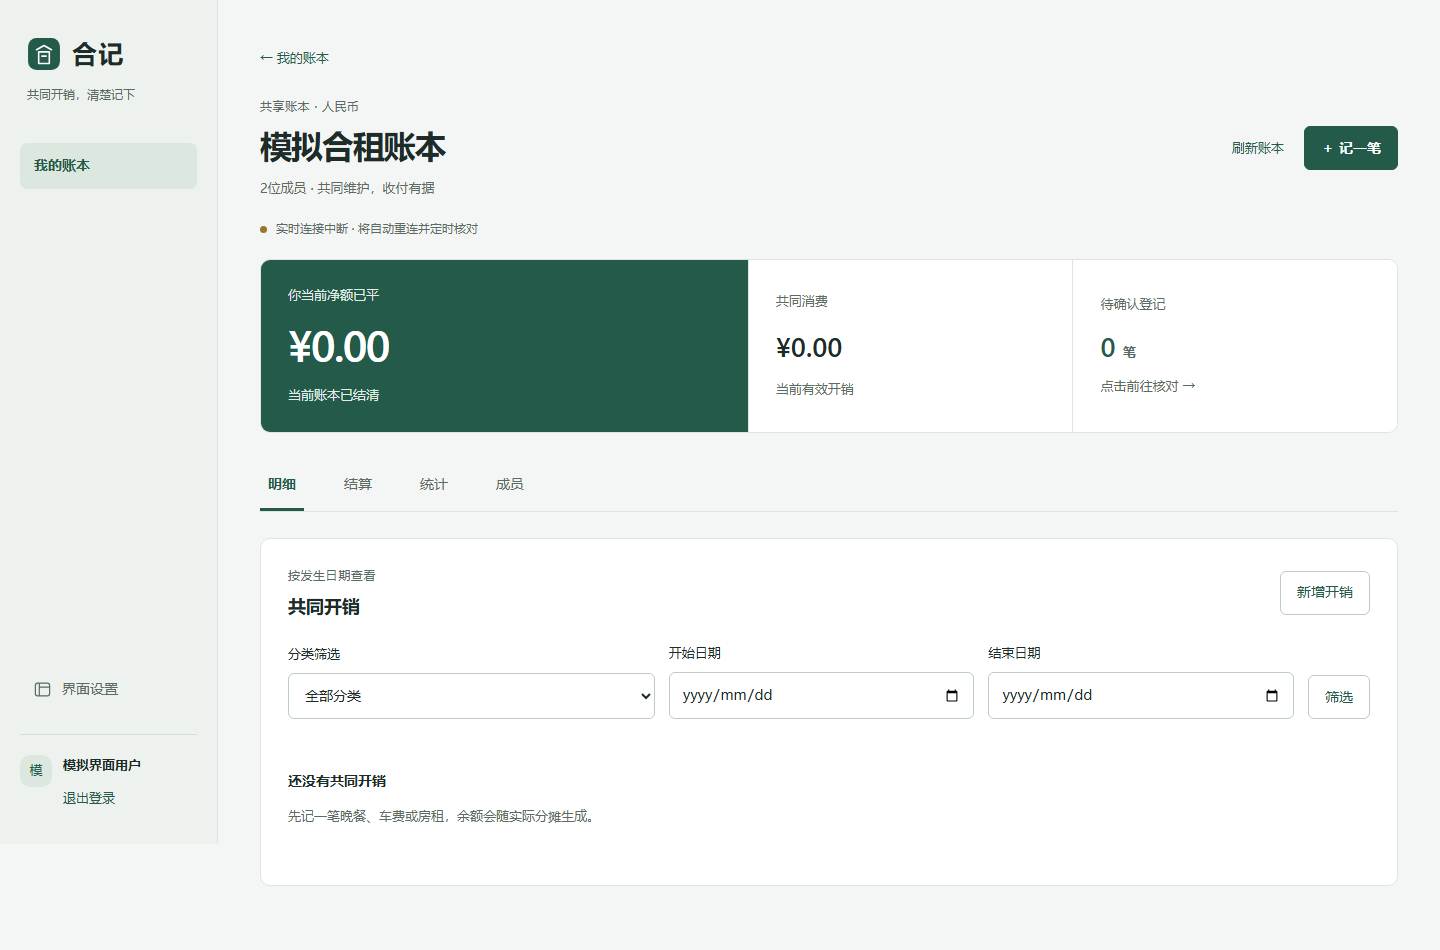 合记
共同开销，清楚记下
我的账本
界面设置
模
模拟界面用户
退出登录
← 我的账本
共享账本 · 人民币
模拟合租账本
2位成员 · 共同维护，收付有据
刷新账本
+ 记一笔
实时连接中断 · 将自动重连并定时核对
你当前净额已平
¥0.00
当前账本已结清
共同消费
¥0.00
当前有效开销
待确认登记
0 笔
点击前往核对 →
明细
结算
统计
成员
按发生日期查看
共同开销
新增开销
分类筛选
开始日期
结束日期
全部分类
yyyy/mm/dd
yyyy/mm/dd
筛选
还没有共同开销
先记一笔晚餐、车费或房租，余额会随实际分摊生成。